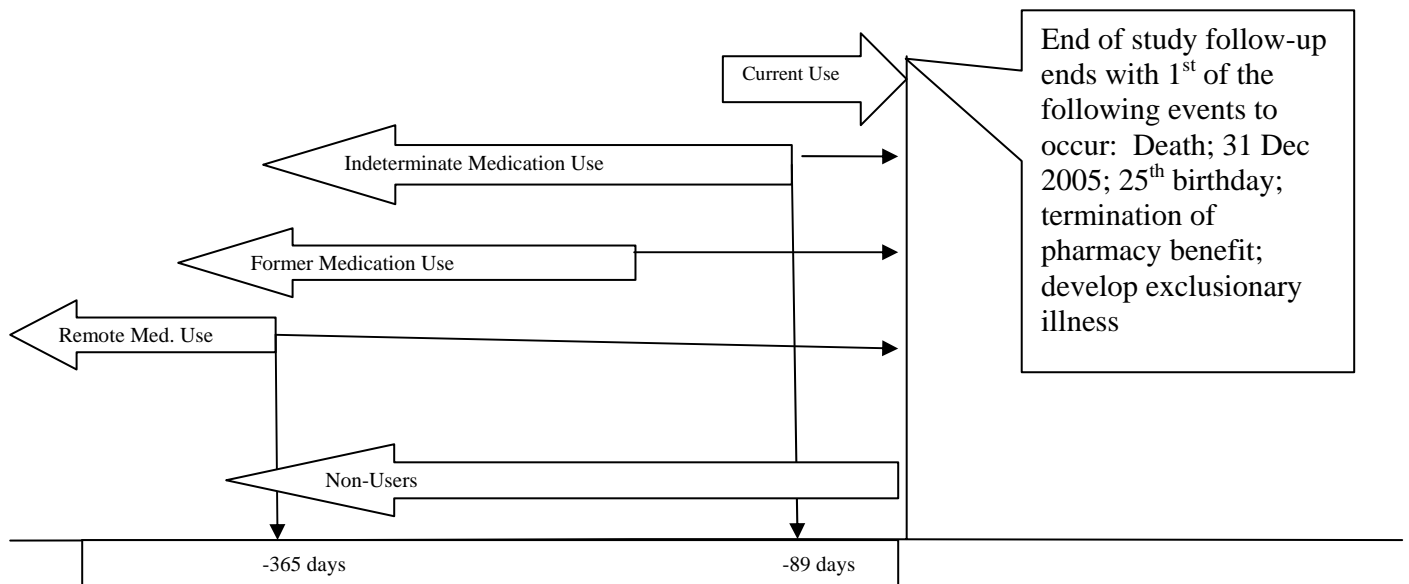 Current Use
End of study follow-up
ends with 1st of the
following events to
occur: Death; 31 Dec
2005; 25th birthday;
termination of
pharmacy benefit;
develop exclusionary
illness
Indeterminate Medication Use
Former Medication Use
Remote Med. Use
Non-Users
-365 days
-89 days